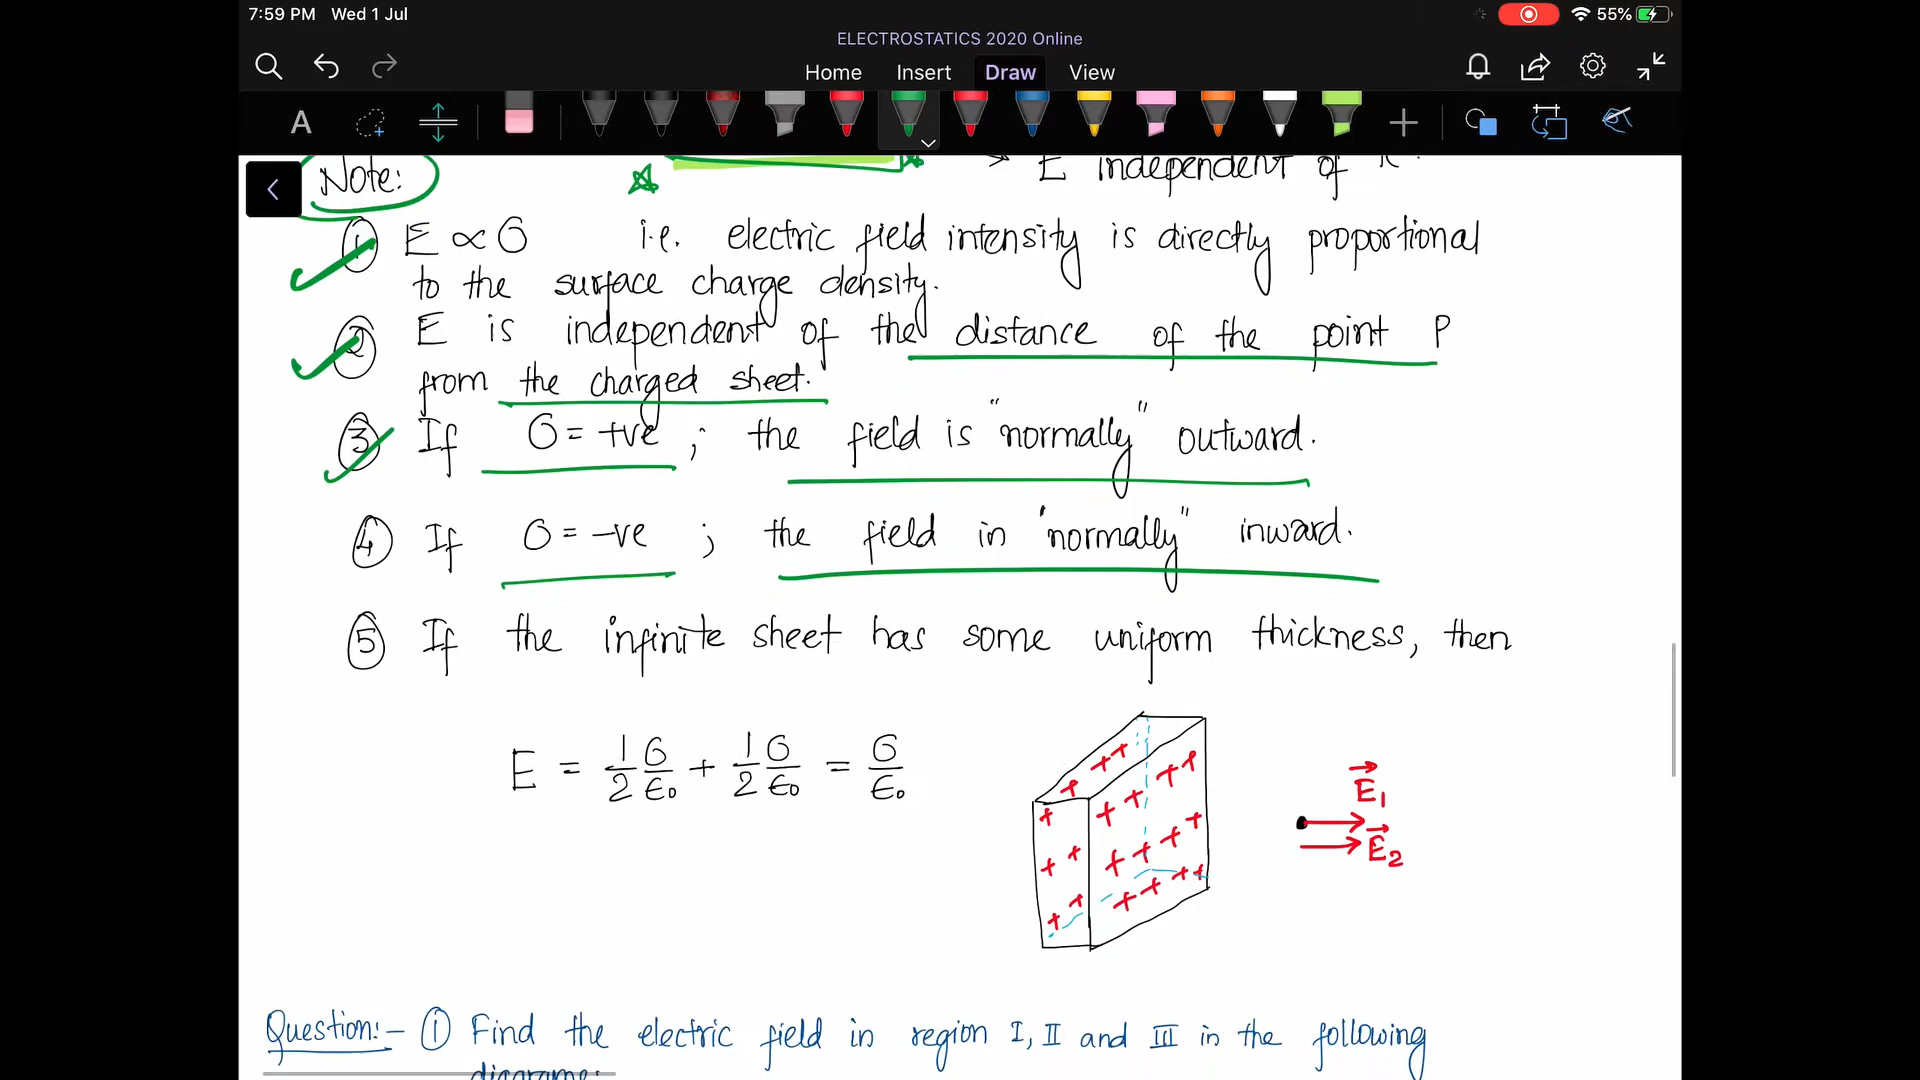 7:59 PM Wed 1 Jul
55%
ELECTROSTATICS 2020 Online
Home Insert Draw View
A
Note: E independent of
① E ∝ σ i.e. electric field intensity is directly proportional
to the surface charge density.
② E is independent of the distance of the point P
from the charged sheet.
③ If σ = +ve ; the field is "normally" outward.
④ If σ = -ve ; the field in "normally" inward.
⑤ If the infinite sheet has some uniform thickness, then
E = 1/2 σ/ε₀ + 1/2 σ/ε₀ = σ/ε₀
E₁
E₂
Question:- ① Find the electric field in region I, II and III in the following